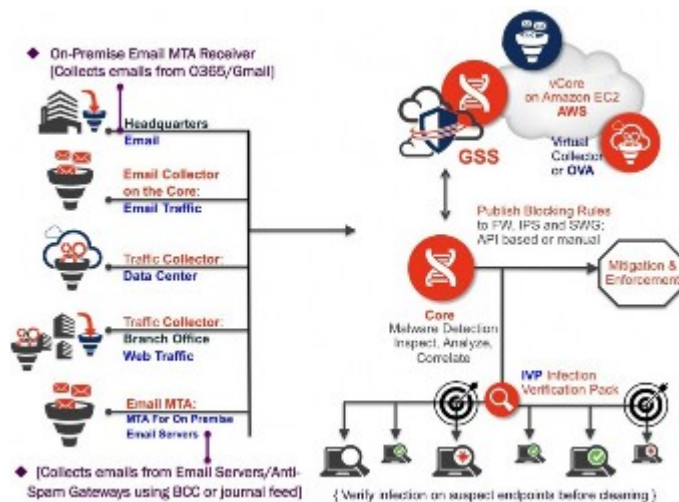 On-Premise Email MTA Receiver
[Collects emails from O365/Gmail]
Headquarters
Email
Email Collector
on the Core:
Email Traffic
Traffic Collector:
Data Center
Traffic Collector:
Branch Office
Web Traffic
Email MTA:
MTA For On Premise
Email Servers
[Collects emails from Email Servers/Anti-
Spam Gateways using BCC or journal feed]
vCore
on Amazon EC2
AWS
GSS
Virtual
Collector
or OVA
Publish Blocking Rules
to FW, IPS and SWG:
API based or manual
Mitigation &
Enforcement
Core
Malware Detection
Inspect, Analyze,
Correlate
IVP Infection
Verification Pack
{ Verify infection on suspect endpoints before cleaning }